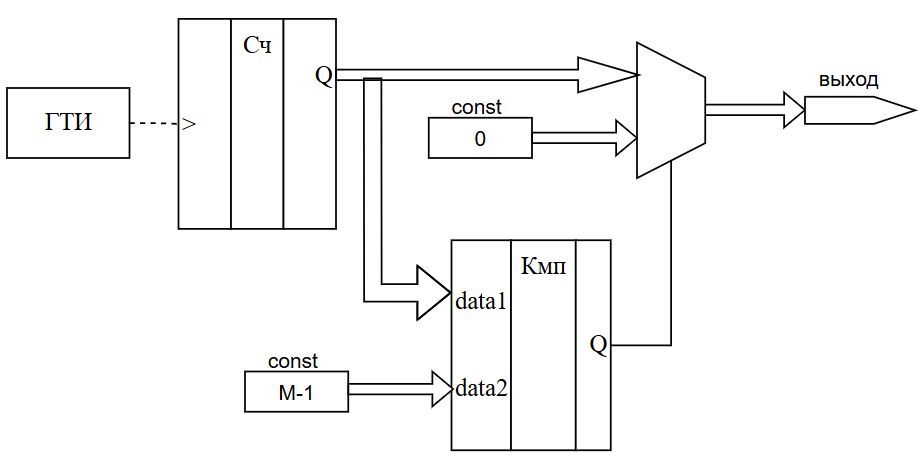 Сч
Q
выход
ГТИ
>
const
0
Кмп
data1
Q
const
М-1
data2